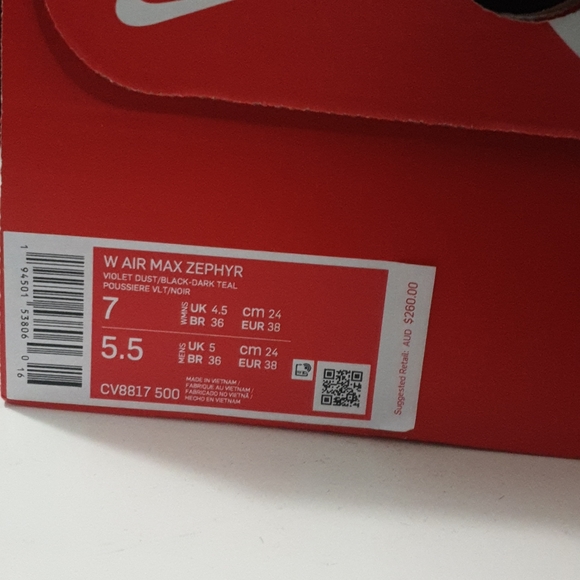 W AIR MAX ZEPHYR
VIOLET DUST/BLACK-DARK TEAL
POUSSIERE VLT/NOIR
7 WMNS UK 4.5 cm 24
BR 36 EUR 38
5.5 MENS UK 5 cm 24
BR 36 EUR 38
CV8817 500
MADE IN VIETNAM /
FABRIQUE AU VIETNAM /
FABRICADO NO VIETNÃ /
HECHO EN VIETNAM
1 94501 53806 0 16
Suggested Retail: AUD $260.00